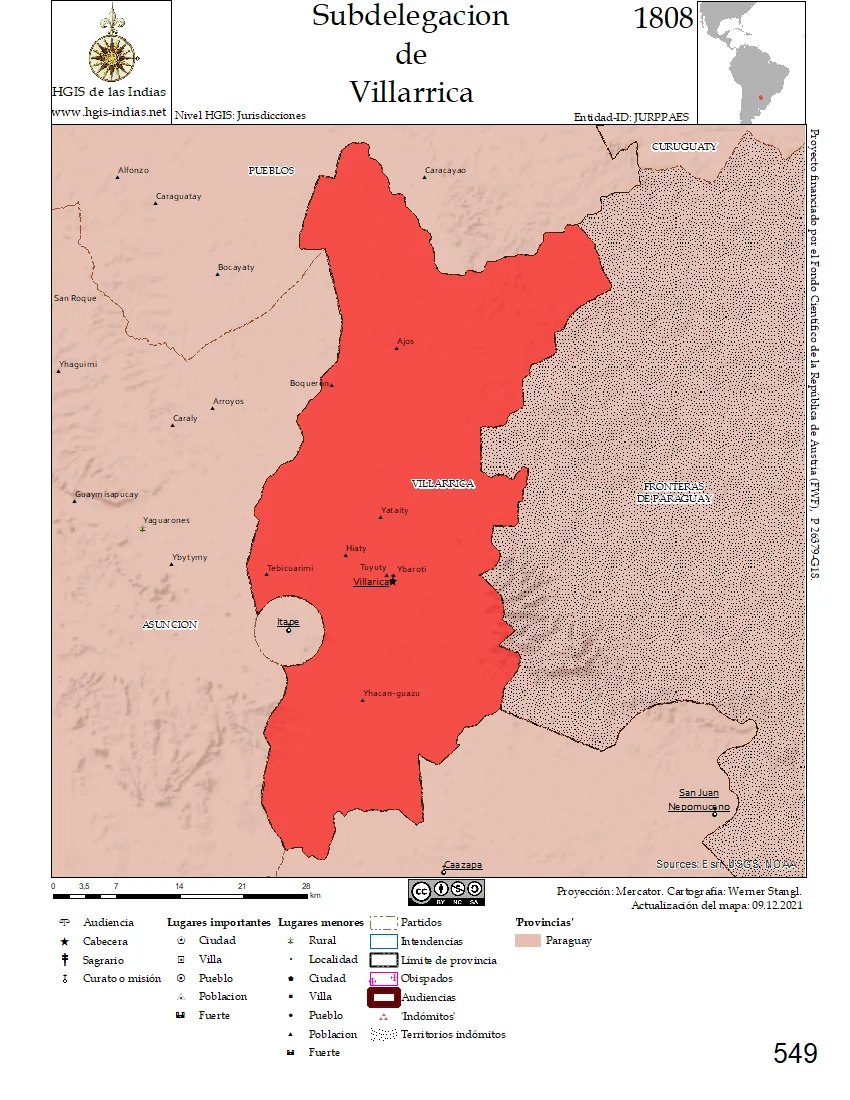 Subdelegacion
de
Villarrica
1808
HGIS de las Indias
www.hgis-indias.net
Nivel HGIS: Jurisdicciones
Entidad-ID: JURPPAES
CURUGUATY
Alfonzo
PUEBLOS
Caracayao
Caraguatay
Bocayaty
San Roque
Ajos
Yhaguimi
Boqueron
Arroyos
Caraly
VILLARRICA
FRONTERAS
DE PARAGUAY
Guaymisapucay
Yataity
Yaguarones
Hiaty
Ybytymy
Tebicuarimi
Tuyuty
Ybaroti
Villarica
Itape
ASUNCION
Yhacan-guazu
San Juan
Nepomuceno
Caazapa
Sources: Esri, USGS, NOAA
Proyecto financiado por el Fondo Científico de la República de Austria (FWF), P 26379-G18.
0 3,5 7 14 21 28
km
CC BY NC SA
Proyección: Mercator. Cartografía: Werner Stangl.
Actualización del mapa: 09.12.2021
Audiencia
Cabecera
Sagrario
Curato o misión
Lugares importantes
Ciudad
Villa
Pueblo
Poblacion
Fuerte
Lugares menores
Rural
Localidad
Ciudad
Villa
Pueblo
Poblacion
Fuerte
Partidos
Intendencias
Límite de provincia
Obispados
Audiencias
'Indómitos'
Territorios indómitos
'Provincias'
Paraguay
549